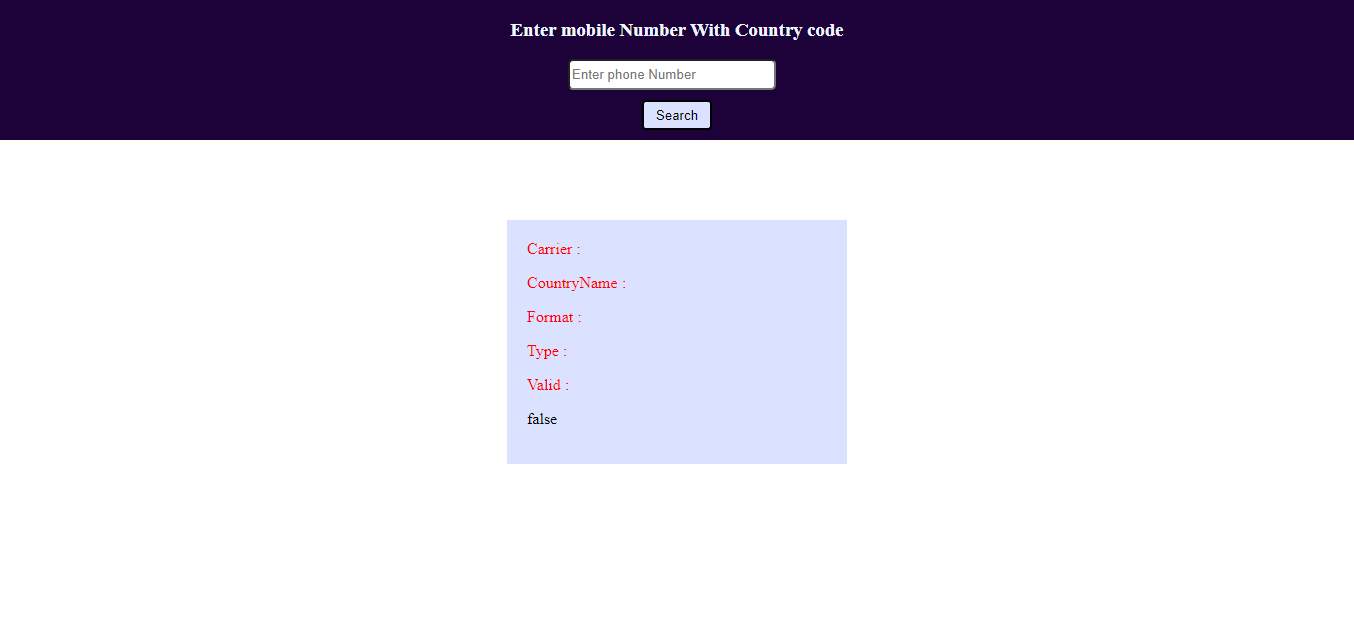 Enter mobile Number With Country code
Enter phone Number
Search
Carrier :
CountryName :
Format :
Type :
Valid :
false